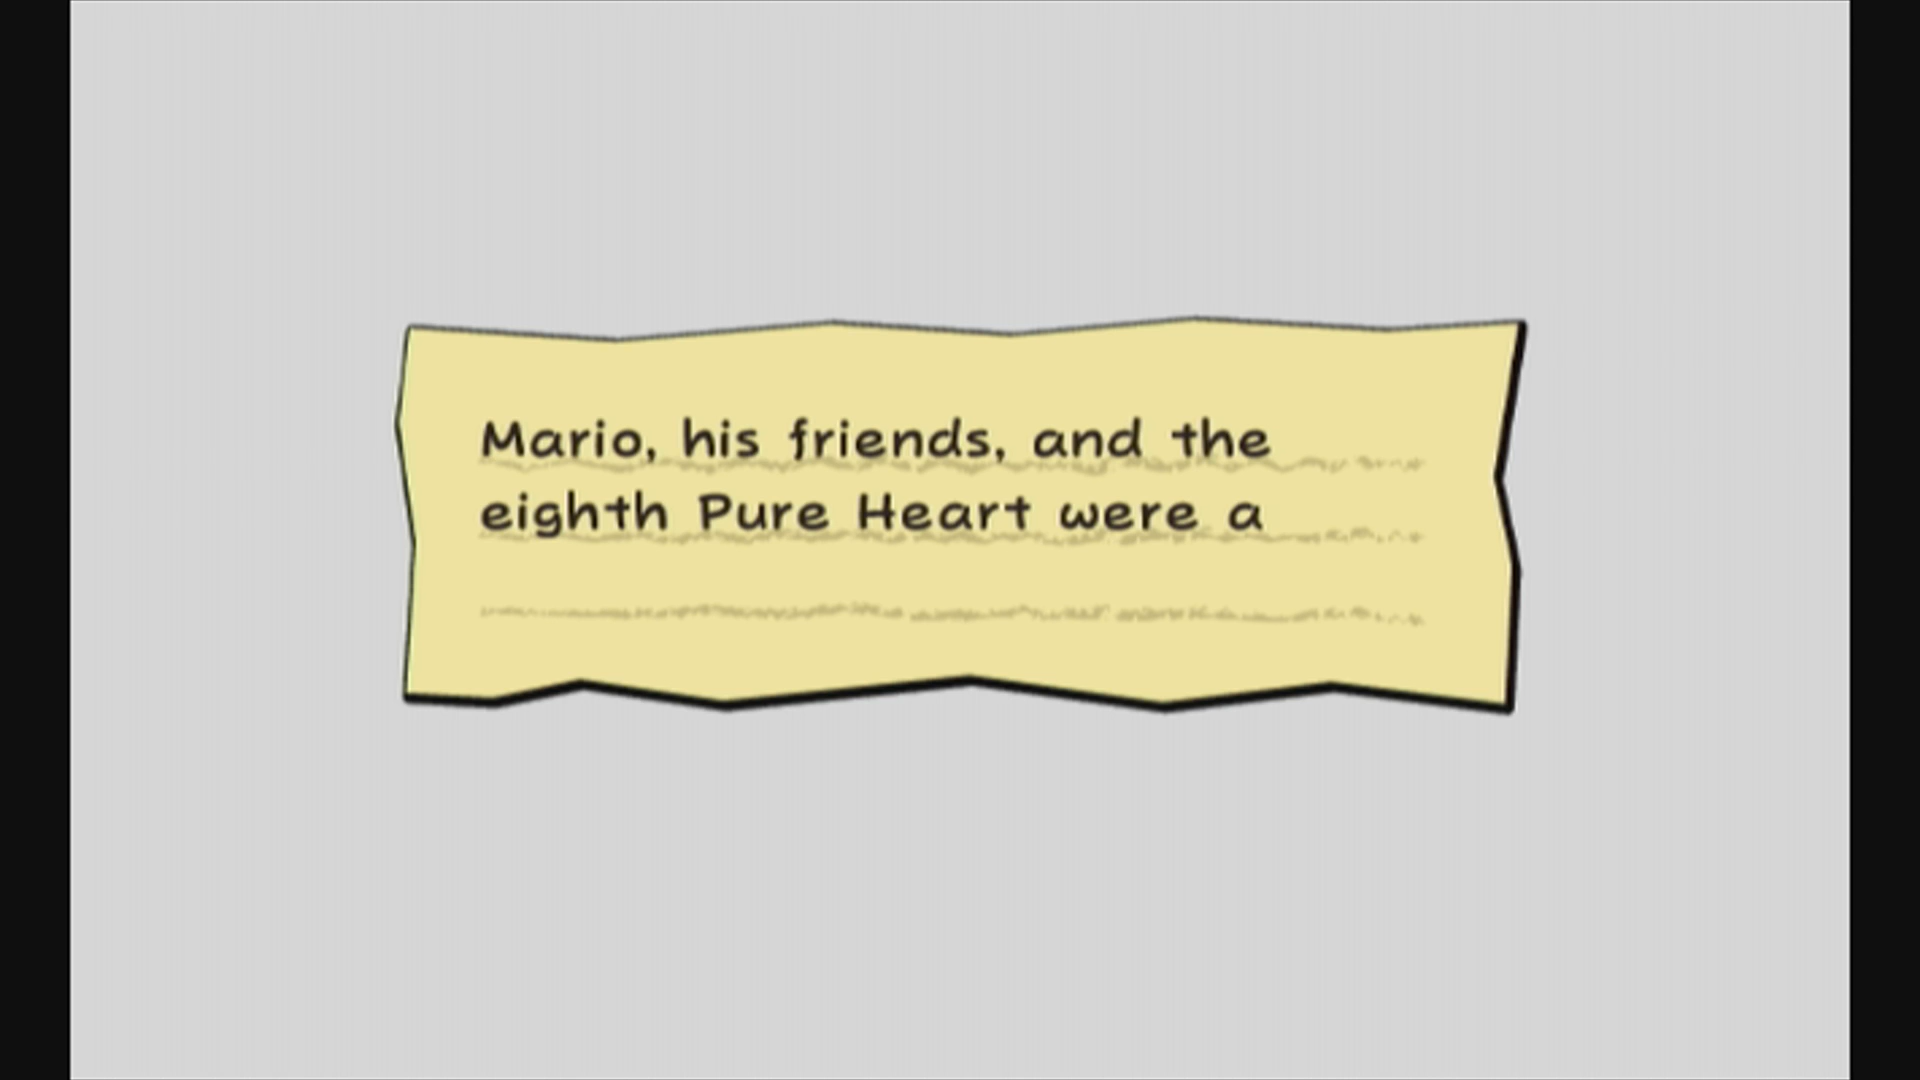 Mario, his friends, and the
eighth Pure Heart were a